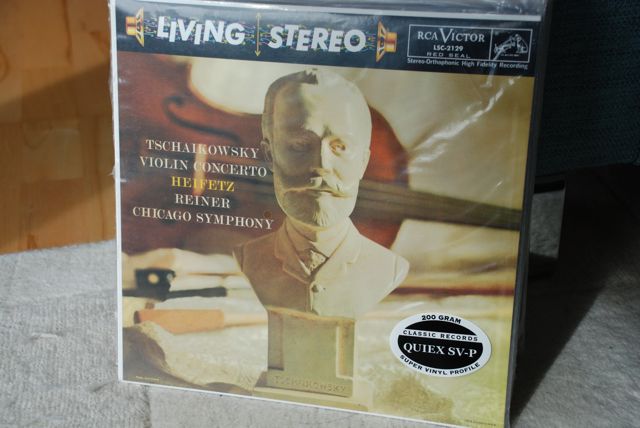 LIVING STEREO
RCA VICTOR
LSC-2129
RED SEAL
Stereo-Orthophonic High Fidelity Recording
TSCHAIKOWSKY
VIOLIN CONCERTO
HEIFETZ
REINER
CHICAGO SYMPHONY
200 GRAM
CLASSIC RECORDS
QUIEX SV-P
SUPER VINYL PROFILE
TSCHAIKOWSKY